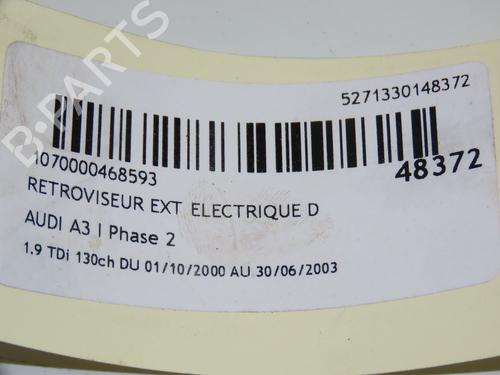 B-PARTS
5271330148372
1070000468593
48372
RETROVISEUR EXT ELECTRIQUE D
AUDI A3 I Phase 2
1.9 TDi 130ch DU 01/10/2000 AU 30/06/2003